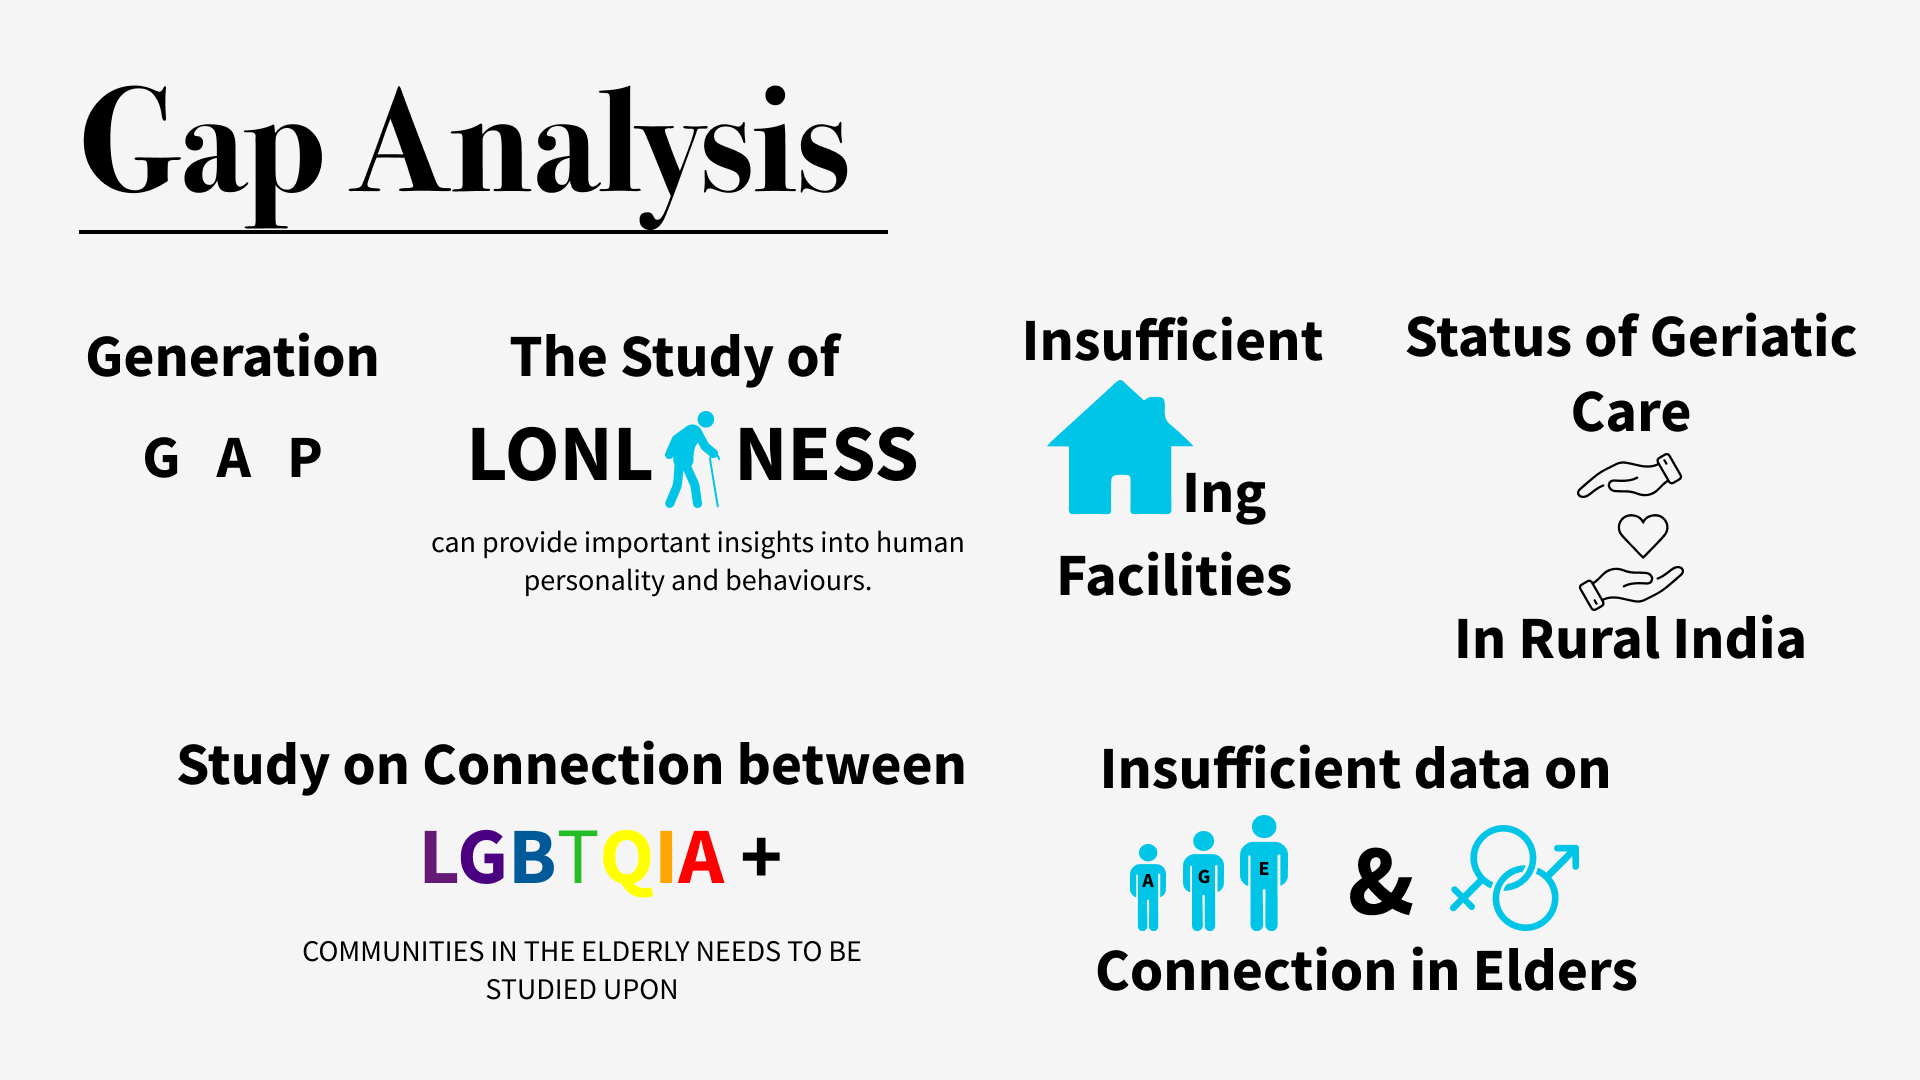 Gap Analysis
Generation
G A P
The Study of
LONL NESS
can provide important insights into human
personality and behaviours.
Insufficient
Ing
Facilities
Status of Geriatic
Care
In Rural India
Study on Connection between
LGBTQIA +
COMMUNITIES IN THE ELDERLY NEEDS TO BE
STUDIED UPON
Insufficient data on
A G E &
Connection in Elders